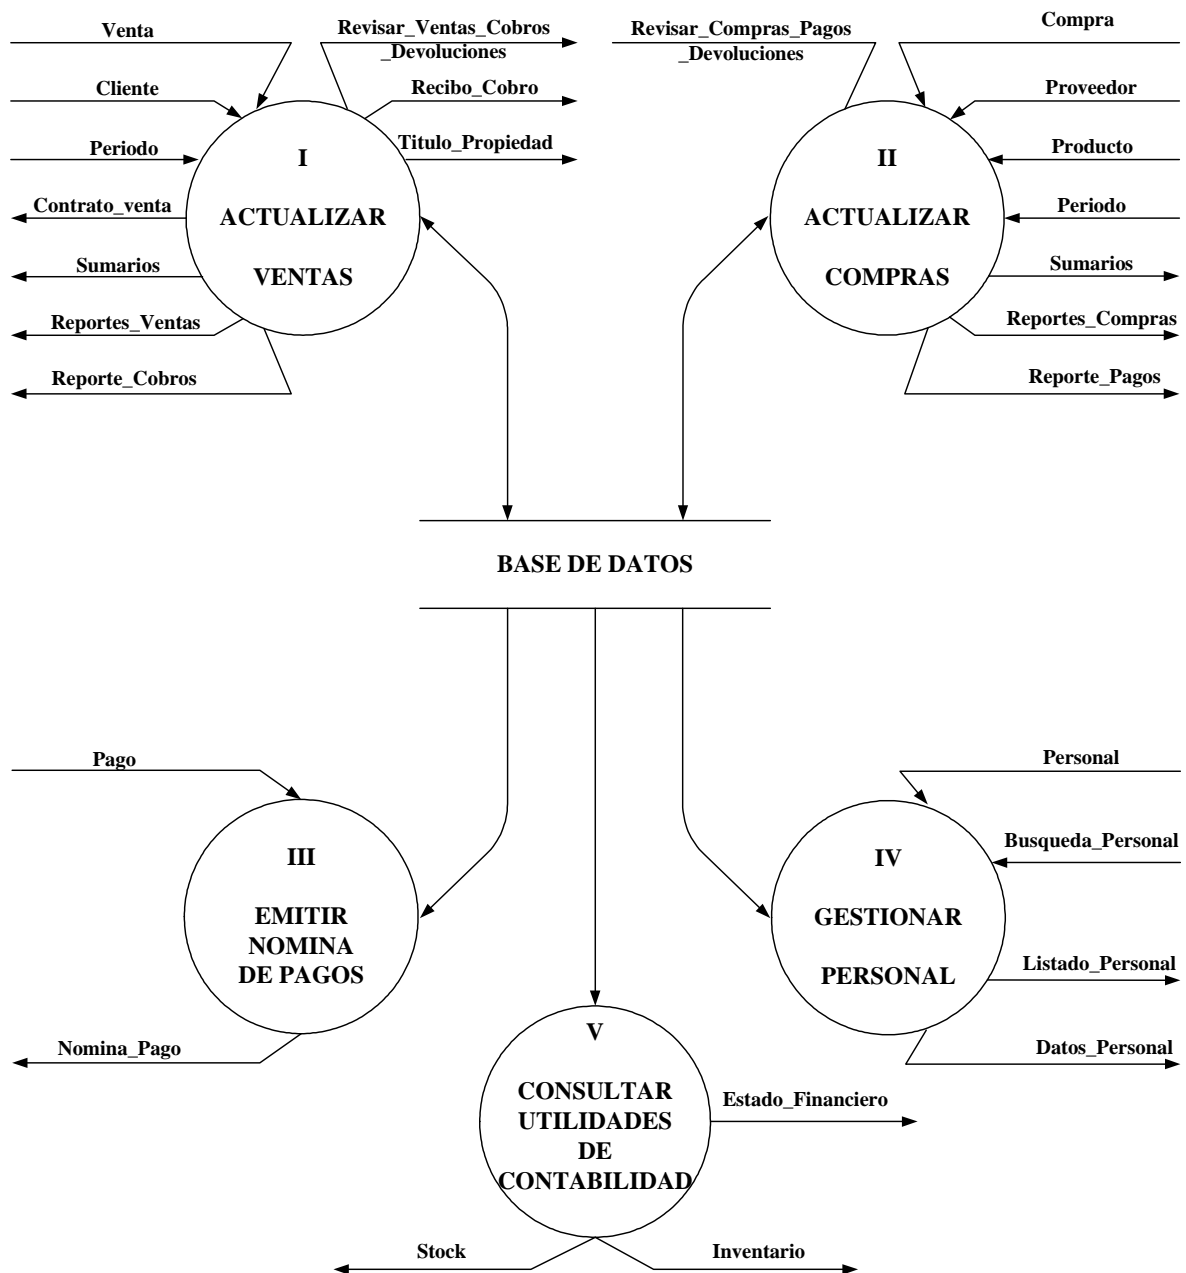 Venta
Cliente
Periodo
Contrato_venta
Sumarios
Reportes_Ventas
Reporte_Cobros
Revisar_Ventas_Cobros
_Devoluciones
Recibo_Cobro
Titulo_Propiedad
I
ACTUALIZAR
VENTAS
Revisar_Compras_Pagos
_Devoluciones
Compra
Proveedor
Producto
Periodo
Sumarios
Reportes_Compras
Reporte_Pagos
II
ACTUALIZAR
COMPRAS
BASE DE DATOS
Pago
III
EMITIR
NOMINA
DE PAGOS
Nomina_Pago
Personal
Búsqueda_Personal
Listado_Personal
Datos_Personal
IV
GESTIONAR
PERSONAL
V
CONSULTAR
UTILIDADES
DE
CONTABILIDAD
Estado_Financiero
Stock
Inventario